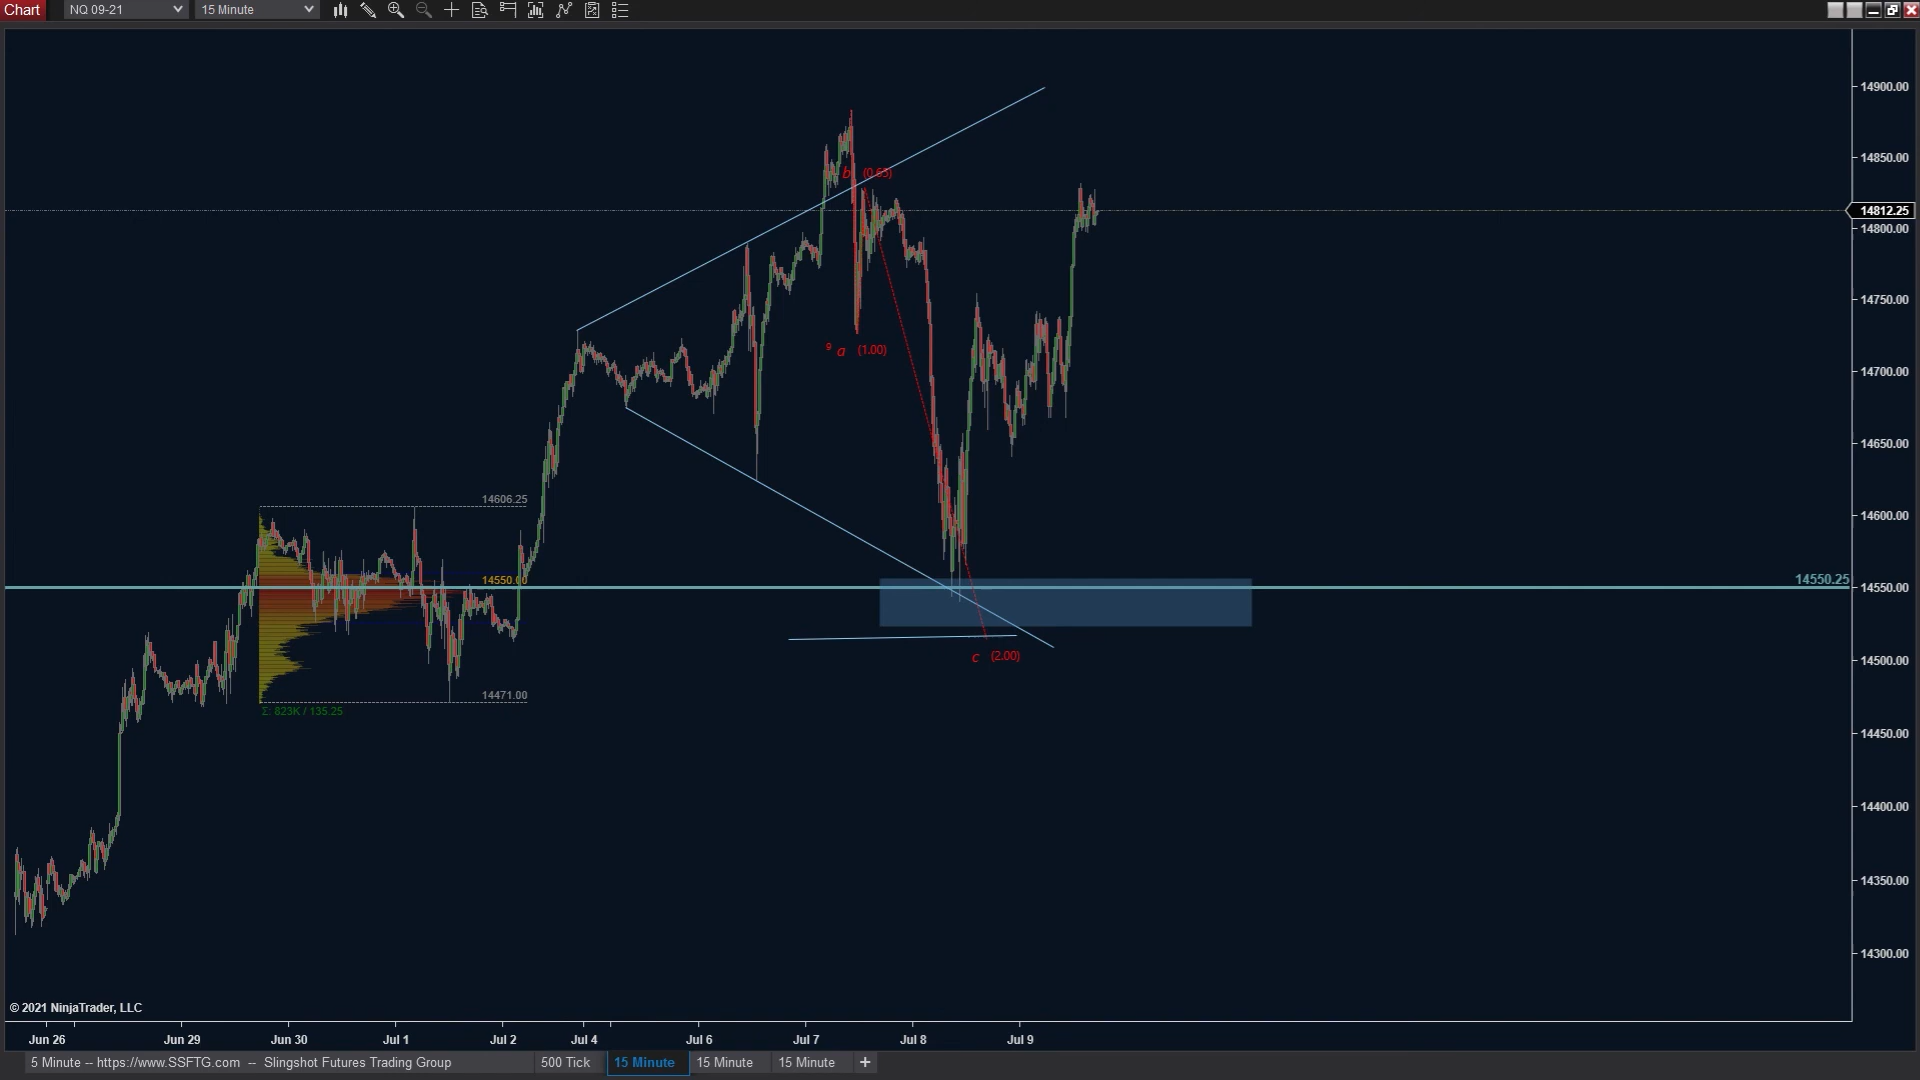 Chart NQ 09-21 15 Minute
14900.00
14850.00
b (0.63)
14812.25
14800.00
14750.00
9 a (1.00)
14700.00
14650.00
14606.25
14600.00
14550.00
14550.25
14550.00
c (2.00)
14500.00
14471.00
Σ: 823K / 135.25
14450.00
14400.00
14350.00
14300.00
© 2021 NinjaTrader, LLC
Jun 26 Jun 29 Jun 30 Jul 1 Jul 2 Jul 4 Jul 6 Jul 7 Jul 8 Jul 9
5 Minute -- https://www.SSFTG.com -- Slingshot Futures Trading Group 500 Tick 15 Minute 15 Minute 15 Minute +